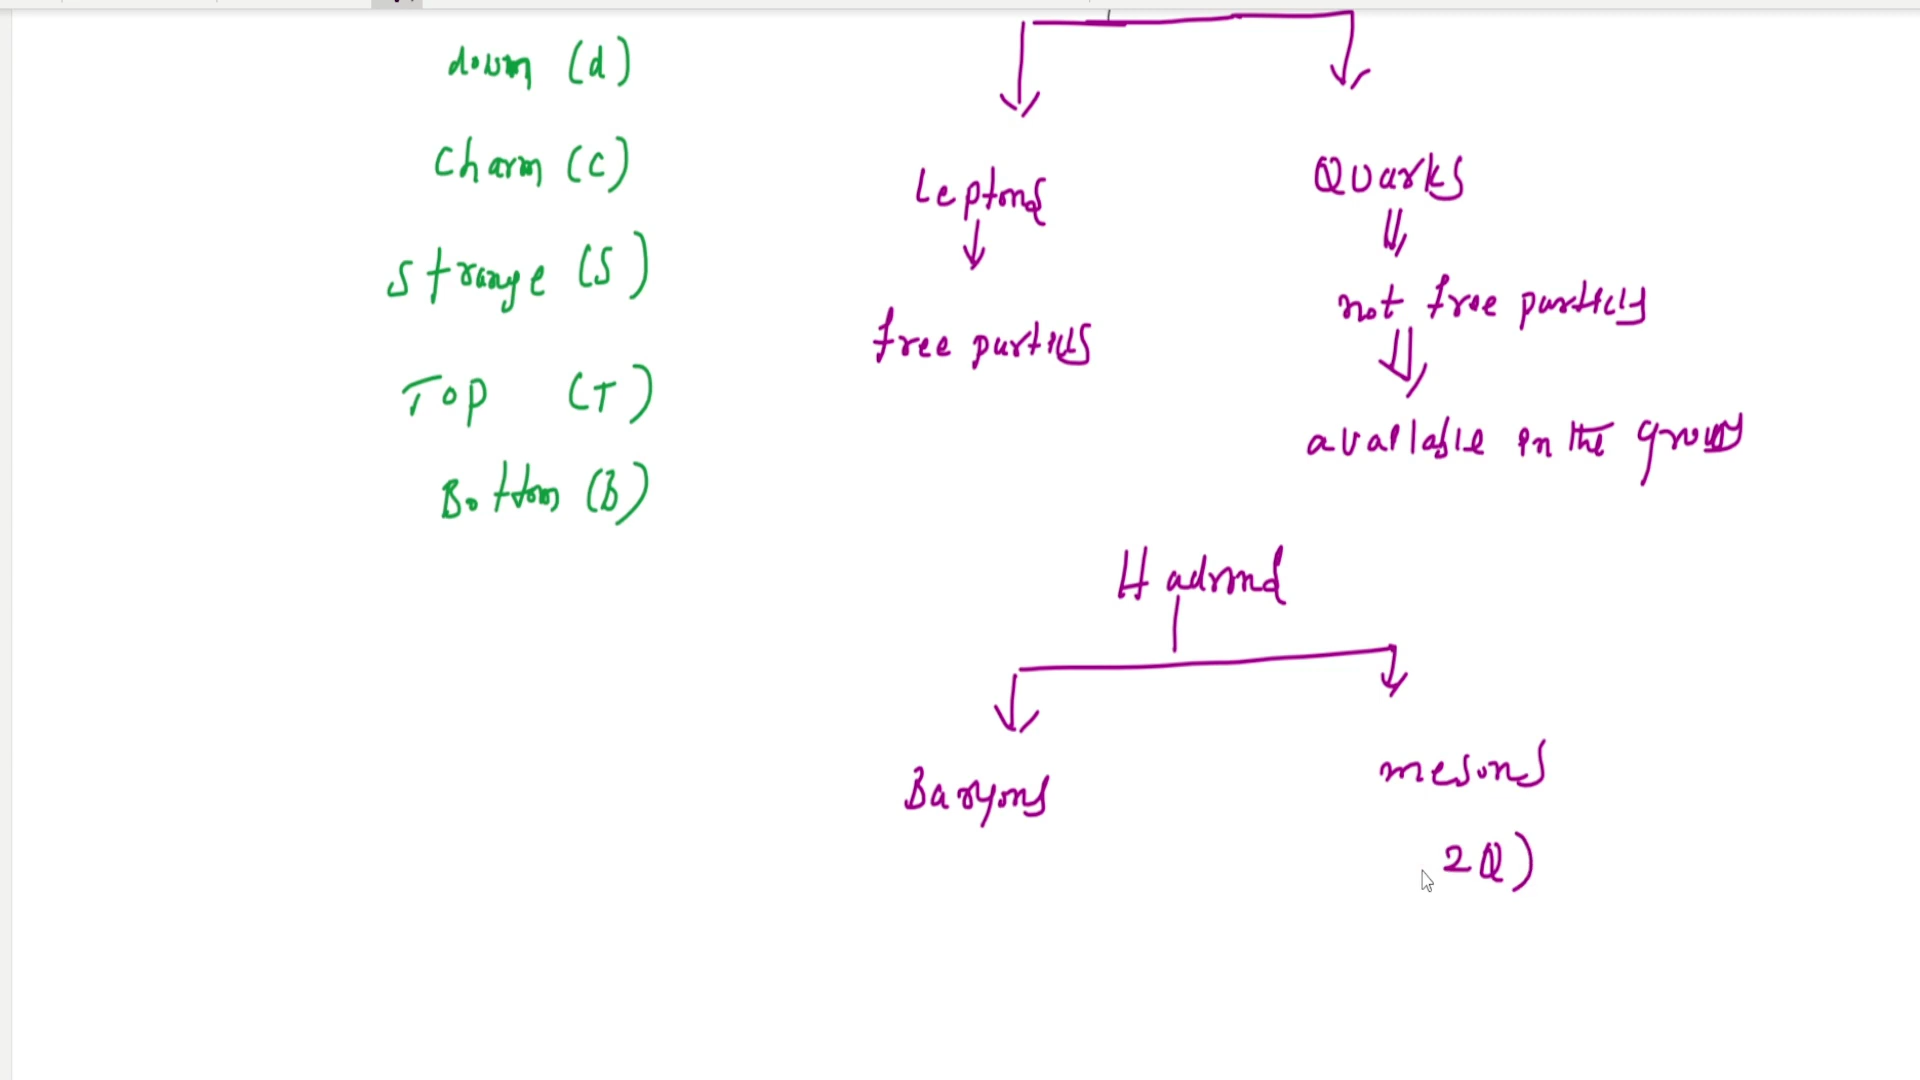 down (d)
Charm (C)
Strange (S)
Top (T)
Bottom (B)
Leptons
free particles
Quarks
not free particles
available in the group
Hadrons
Baryons
mesons
2Q)